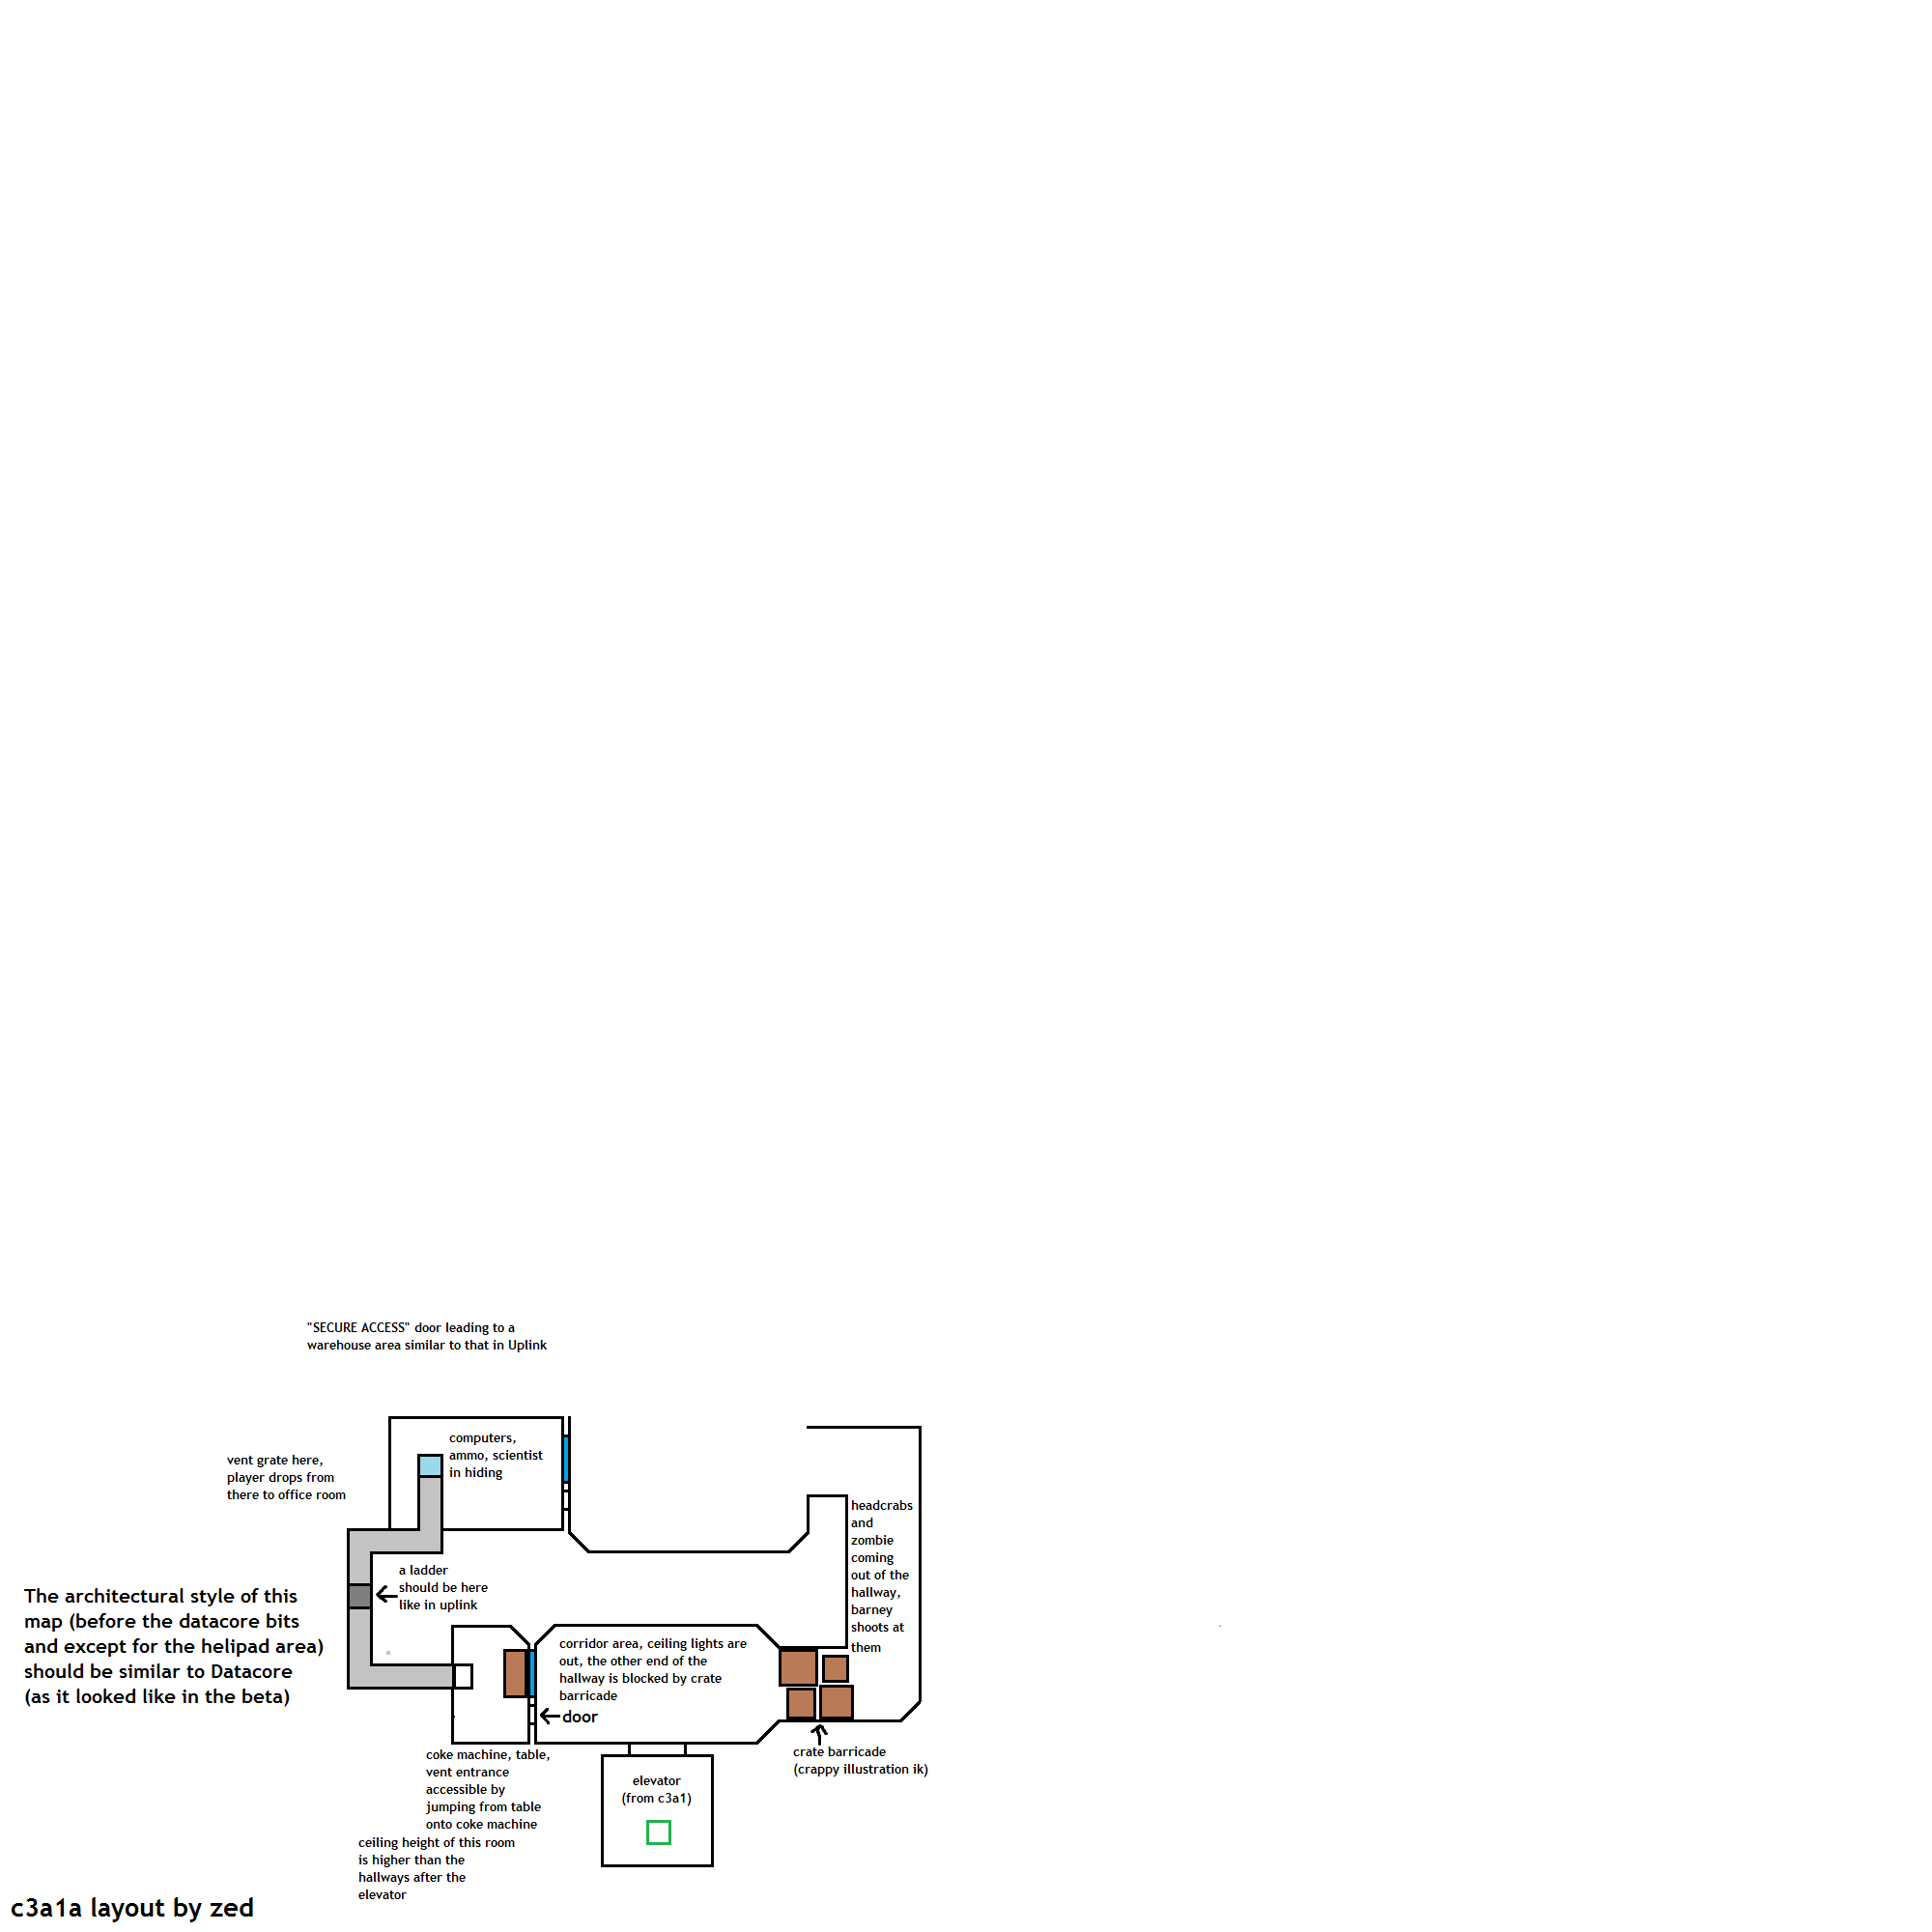 "SECURE ACCESS" door leading to a
warehouse area similar to that in Uplink
computers,
ammo, scientist
in hiding
vent grate here,
player drops from
there to office room
headcrabs
and
zombie
coming
out of the
hallway,
barney
shoots at
them
a ladder
should be here
like in uplink
The architectural style of this
map (before the datacore bits
and except for the helipad area)
should be similar to Datacore
(as it looked like in the beta)
corridor area, ceiling lights are
out, the other end of the
hallway is blocked by crate
barricade
door
coke machine, table,
vent entrance
accessible by
jumping from table
onto coke machine
crate barricade
(crappy illustration ik)
elevator
(from c3a1)
ceiling height of this room
is higher than the
hallways after the
elevator
c3a1a layout by zed